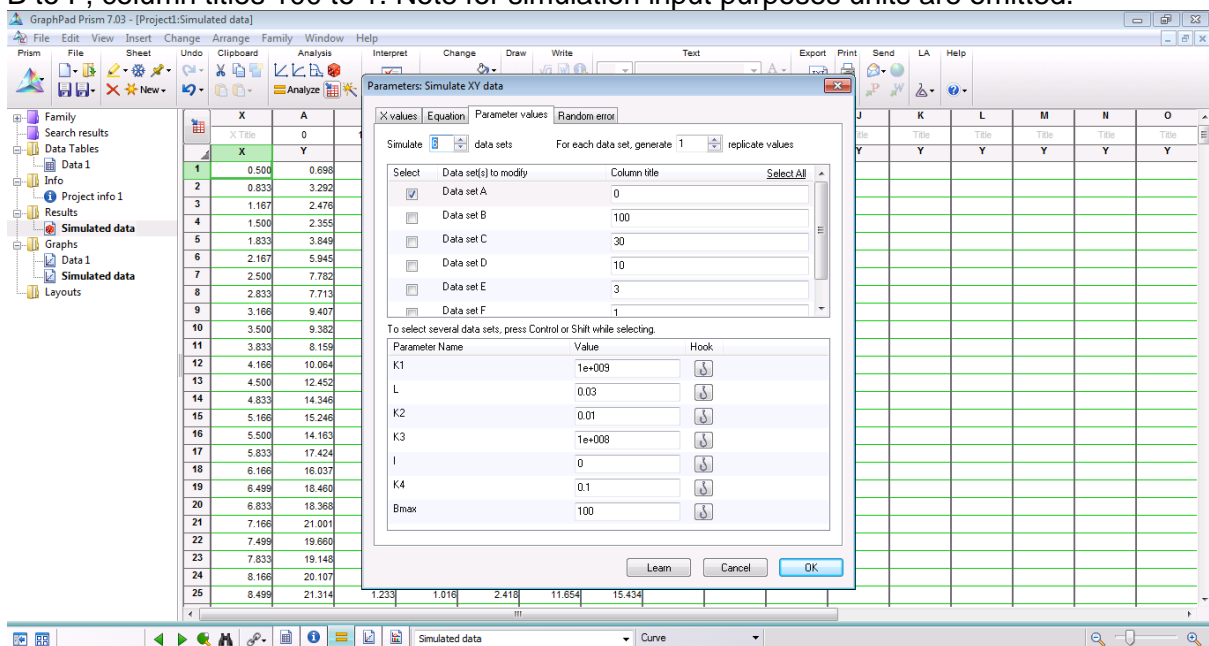 B to F, column titles 100 to 1. Note for simulation input purposes units are omitted.
GraphPad Prism 7.03 - [Project1:Simulated data]
File Edit View Insert Change Arrange Family Window Help
Prism File Sheet Undo Clipboard Analysis Interpret Change Draw Write Text Export Print Send LA Help
New Analyze
Family
Search results
Data Tables
Data 1
Info
Project info 1
Results
Simulated data
Graphs
Data 1
Simulated data
Layouts
X A J K L M N O
X Title 0 Title Title Title Title Title
X Y Y Y Y Y Y Y
1 0.500 0.698
2 0.833 3.292
3 1.167 2.476
4 1.500 2.355
5 1.833 3.849
6 2.167 5.945
7 2.500 7.782
8 2.833 7.713
9 3.166 9.407
10 3.500 9.382
11 3.833 8.159
12 4.166 10.064
13 4.500 12.452
14 4.833 14.346
15 5.166 15.246
16 5.500 14.163
17 5.833 17.424
18 6.166 16.037
19 6.499 18.460
20 6.833 18.368
21 7.166 21.001
22 7.499 19.660
23 7.833 19.148
24 8.166 20.107
25 8.499 21.314 1.233 1.016 2.418 11.654 15.434
Parameters: Simulate XY data
X values Equation Parameter values Random error
Simulate 6 data sets For each data set, generate 1 replicate values
Select Data set(s) to modify Column title Select All
Data set A 0
Data set B 100
Data set C 30
Data set D 10
Data set E 3
Data set F 1
To select several data sets, press Control or Shift while selecting.
Parameter Name Value Hook
K1 1e+009
L 0.03
K2 0.01
K3 1e+008
I 0
K4 0.1
Bmax 100
Learn Cancel OK
Simulated data Curve